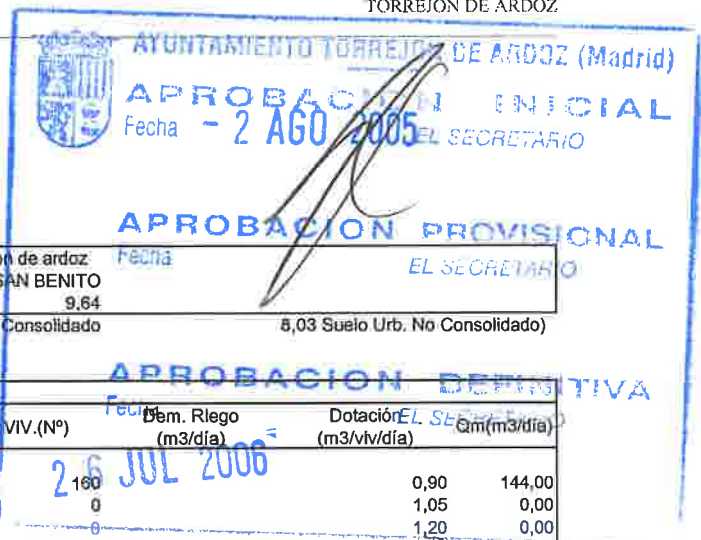 TORREJON DE ARDOZ
AYUNTAMIENTO TORREJON DE ARDOZ (Madrid)
APROBACION INICIAL
Fecha - 2 AGO 2005 EL SECRETARIO
APROBACION PROVISIONAL
Fecha EL SECRETARIO
n de ardoz
SAN BENITO
9,64
Consolidado 8,03 Suelo Urb. No Consolidado)
APROBACION DEFINITIVA
Fecha EL SECRETARIO
VIV.(Nº) Dem. Riego (m3/día) Dotación (m3/viv/día) Qm(m3/día)
26 JUL 2006
160 0,90 144,00
0 1,05 0,00
0 1,20 0,00